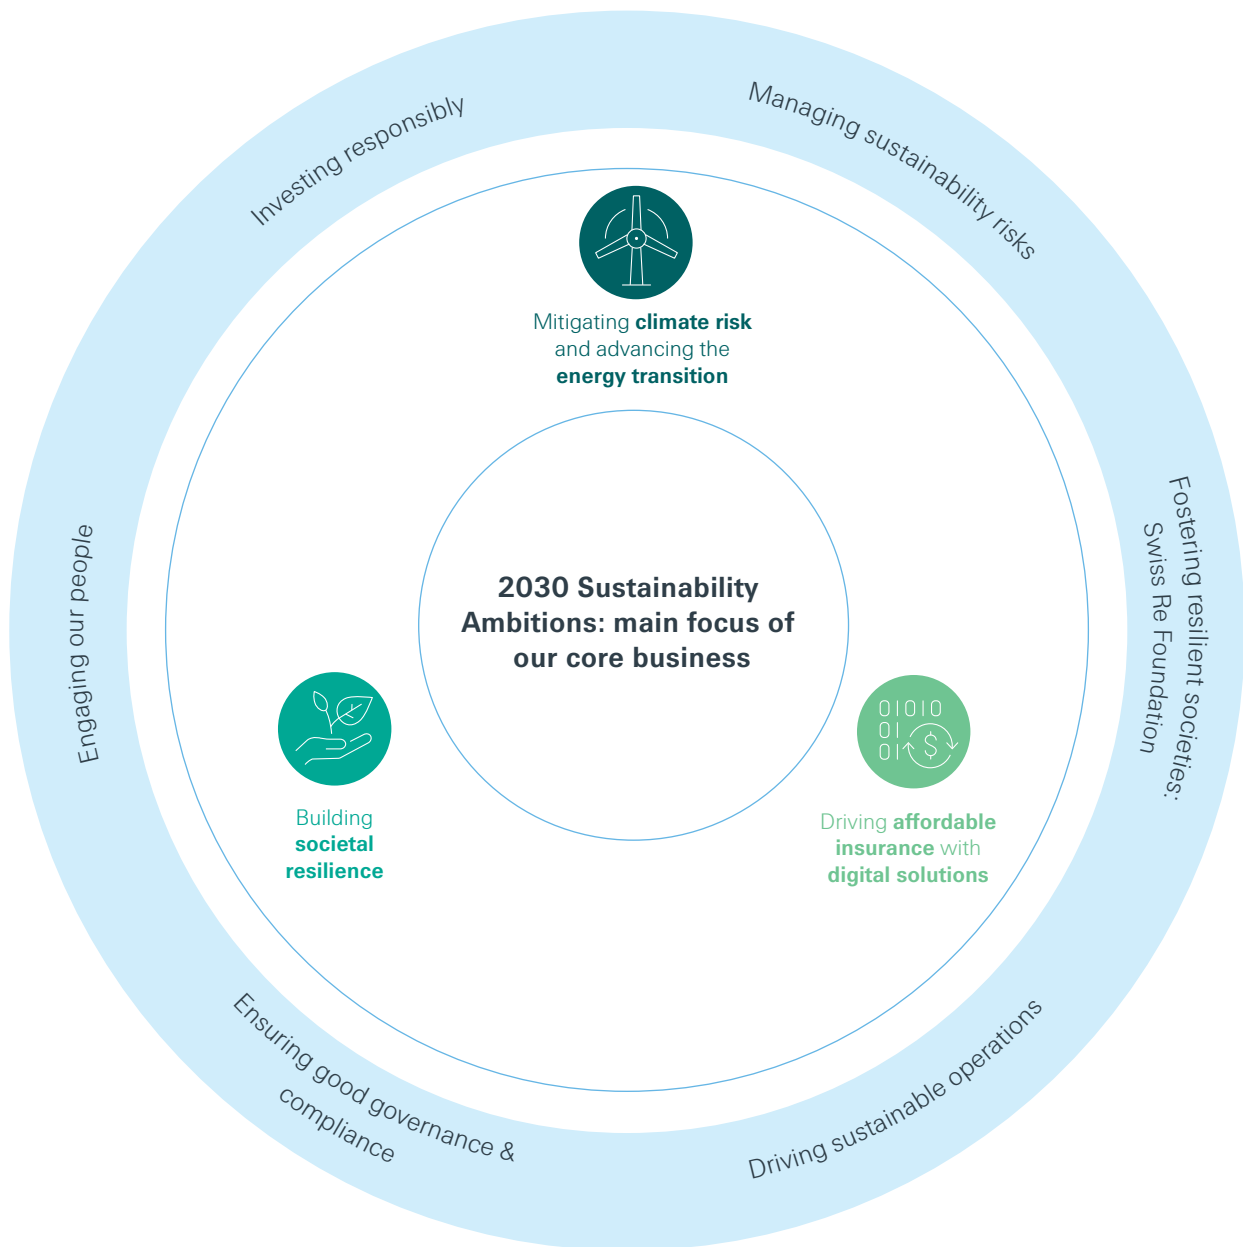 Investing responsibly
Managing sustainability risks
Fostering resilient societies:
Swiss Re Foundation
Driving sustainable operations
Ensuring good governance &
compliance
Engaging our people
Mitigating climate risk
and advancing the
energy transition
2030 Sustainability
Ambitions: main focus of
our core business
01010
01
01
$
Building
societal
resilience
Driving affordable
insurance with
digital solutions